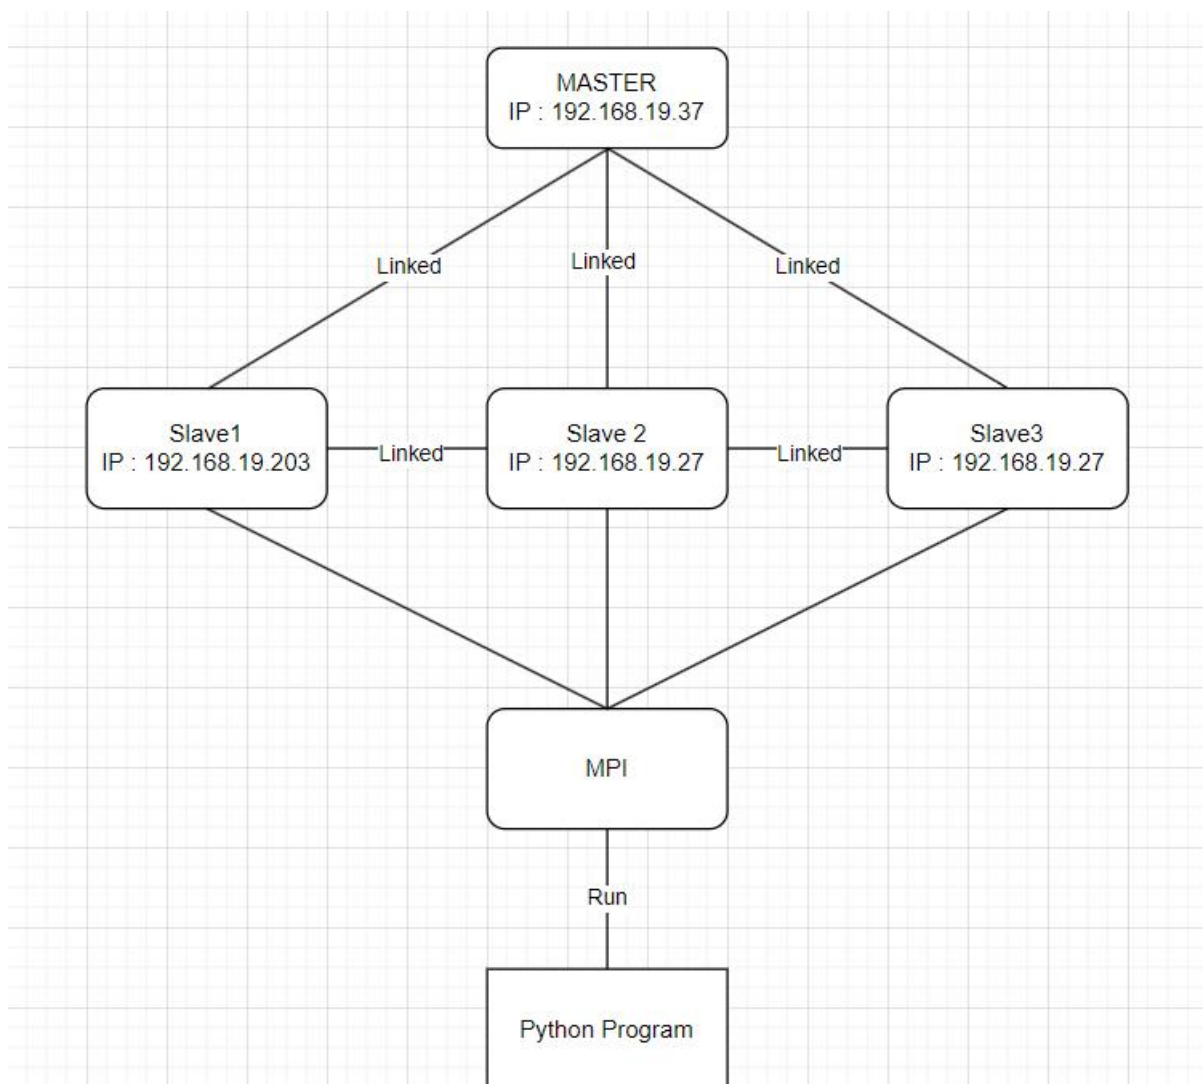 MASTER
IP : 192.168.19.37
Linked
Linked
Linked
Slave1
IP : 192.168.19.203
Linked
Slave 2
IP : 192.168.19.27
Linked
Slave3
IP : 192.168.19.27
MPI
Run
Python Program